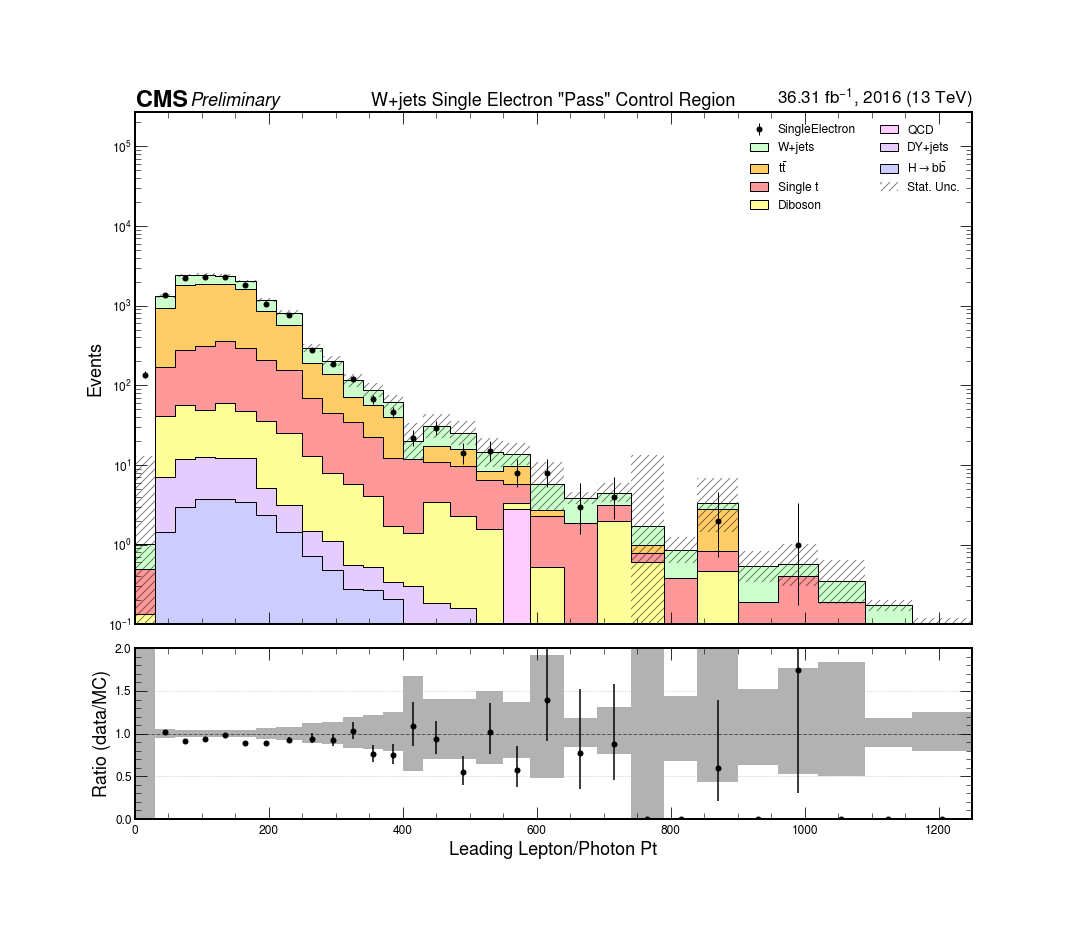 CMS Preliminary W+jets Single Electron "Pass" Control Region 36.31 fb⁻¹, 2016 (13 TeV)
SingleElectron
W+jets
tt̄
Single t
Diboson
QCD
DY+jets
H→bb̄
Stat. Unc.
Events
10⁵
10⁴
10³
10²
10¹
10⁰
10⁻¹
Ratio (data/MC)
2.0
1.5
1.0
0.5
0.0
0 200 400 600 800 1000 1200
Leading Lepton/Photon Pt